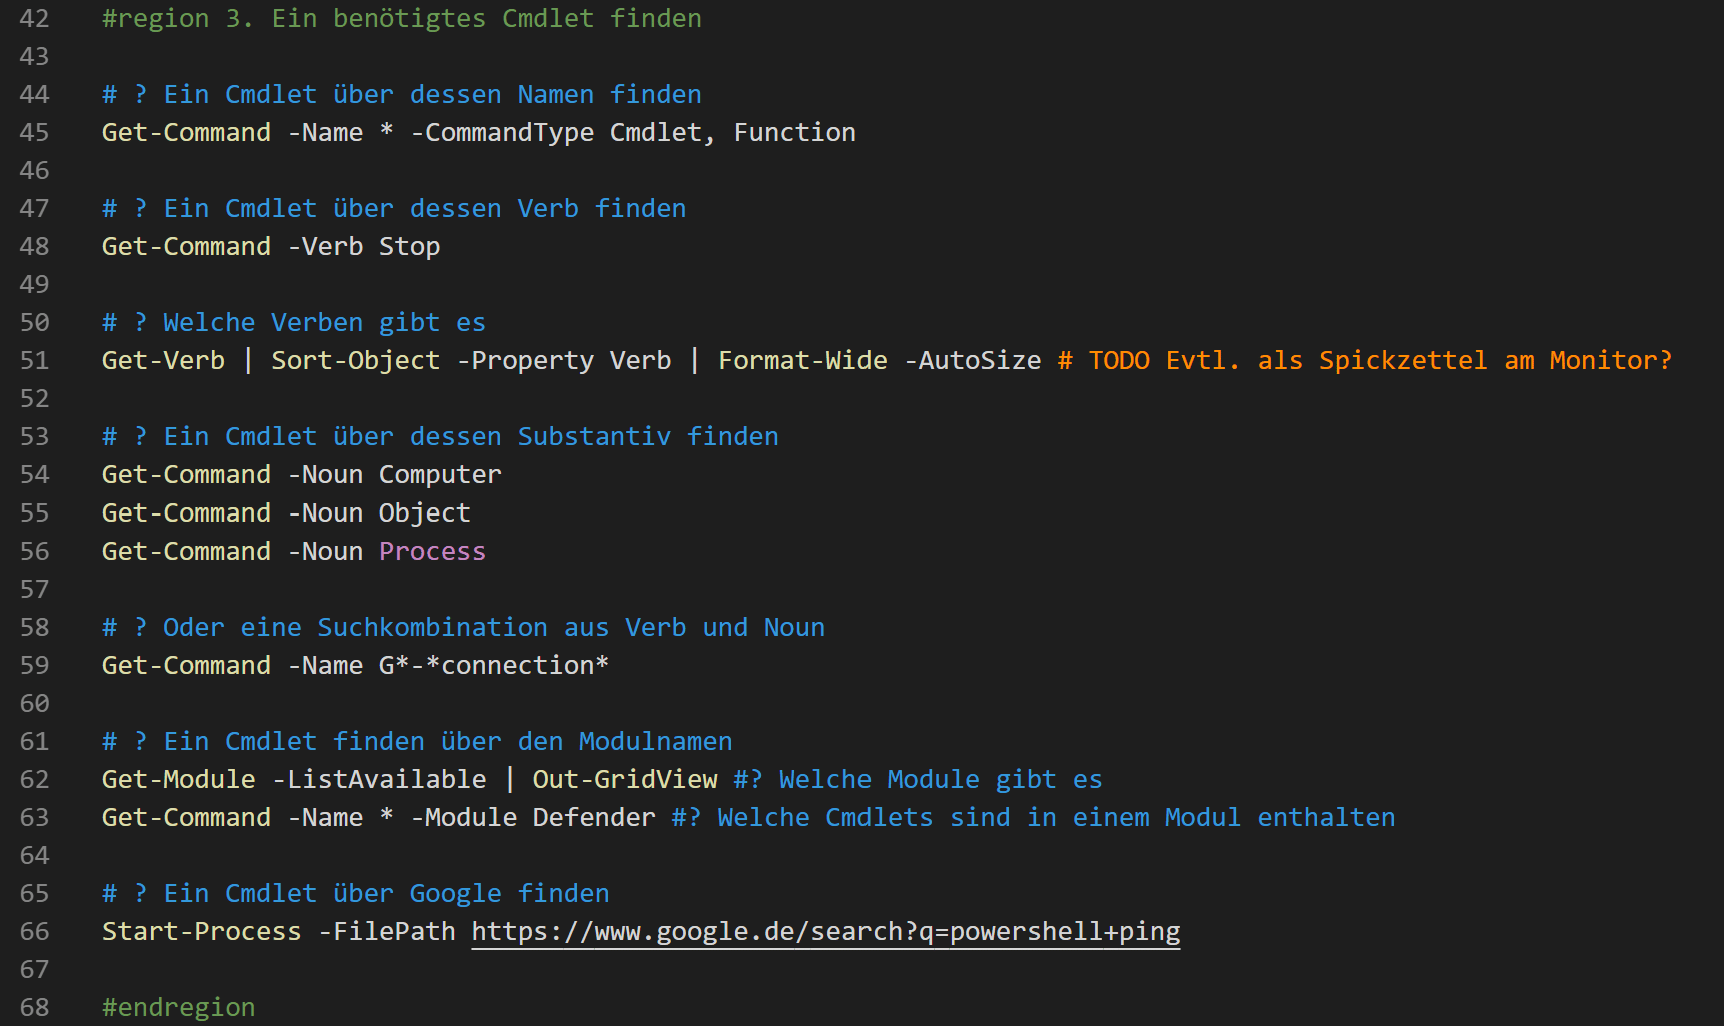 42 #region 3. Ein benötigtes Cmdlet finden
43
44 # ? Ein Cmdlet über dessen Namen finden
45 Get-Command -Name * -CommandType Cmdlet, Function
46
47 # ? Ein Cmdlet über dessen Verb finden
48 Get-Command -Verb Stop
49
50 # ? Welche Verben gibt es
51 Get-Verb | Sort-Object -Property Verb | Format-Wide -AutoSize # TODO Evtl. als Spickzettel am Monitor?
52
53 # ? Ein Cmdlet über dessen Substantiv finden
54 Get-Command -Noun Computer
55 Get-Command -Noun Object
56 Get-Command -Noun Process
57
58 # ? Oder eine Suchkombination aus Verb und Noun
59 Get-Command -Name G*-*connection*
60
61 # ? Ein Cmdlet finden über den Modulnamen
62 Get-Module -ListAvailable | Out-GridView #? Welche Module gibt es
63 Get-Command -Name * -Module Defender #? Welche Cmdlets sind in einem Modul enthalten
64
65 # ? Ein Cmdlet über Google finden
66 Start-Process -FilePath https://www.google.de/search?q=powershell+ping
67
68 #endregion